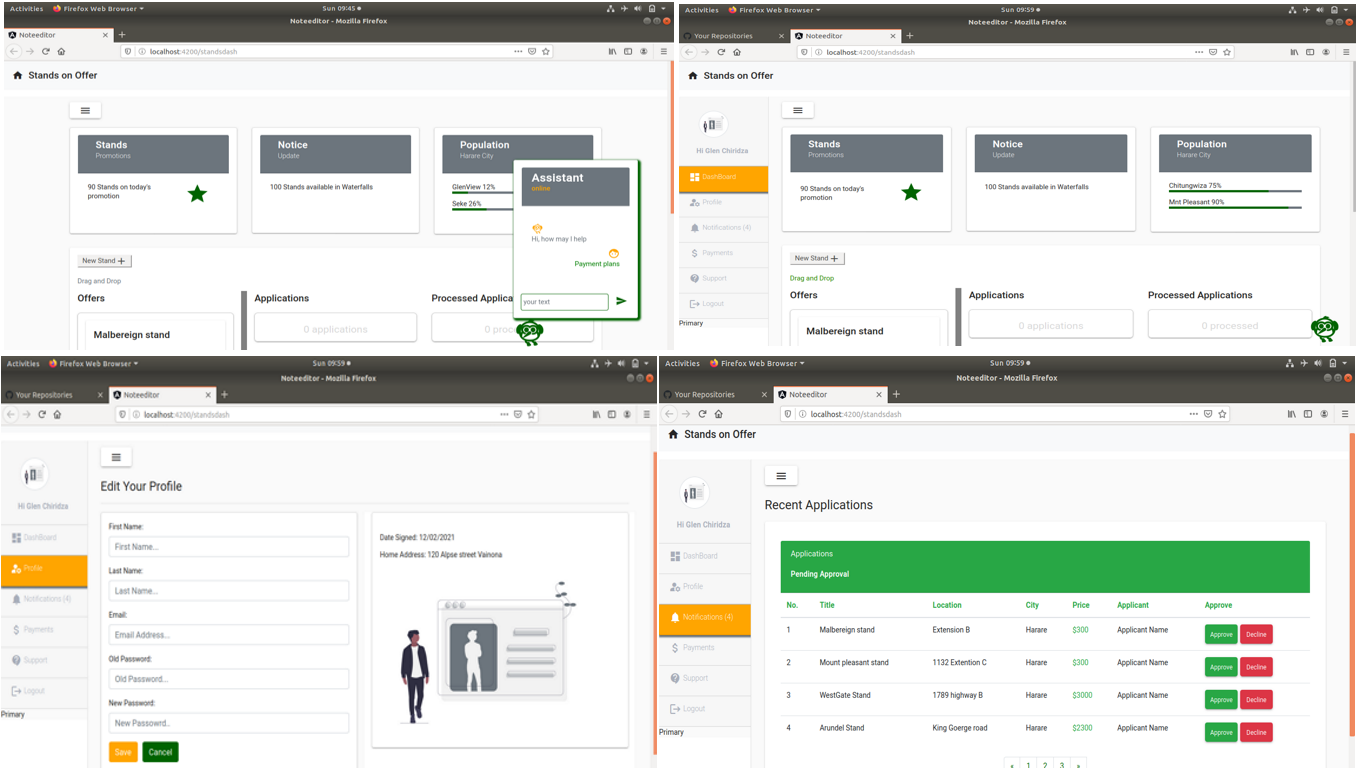 Activities Firefox Web Browser Sun 09:45
Noteeditor - Mozilla Firefox
Noteeditor
localhost:4200/standsdash
Stands on Offer
Stands
Promotions
90 Stands on today's
promotion
Notice
Update
100 Stands available in Waterfalls
Population
Harare City
GlenView 12%
Seke 26%
Assistant
online
Hi, how may I help
Payment plans
your text
New Stand +
Drag and Drop
Offers
Applications
Processed Applica
Malbereign stand
0 applications
0 proc
Activities Firefox Web Browser Sun 09:59
Noteeditor - Mozilla Firefox
Your Repositories Noteeditor
localhost:4200/standsdash
Stands on Offer
Hi Glen Chiridza
DashBoard
Profile
Notifications (4)
Payments
Support
Logout
Primary
Stands
Promotions
90 Stands on today's
promotion
Notice
Update
100 Stands available in Waterfalls
Population
Harare City
Chitungwiza 75%
Mnt Pleasant 90%
New Stand +
Drag and Drop
Offers
Applications
Processed Applications
Malbereign stand
0 applications
0 processed
Activities Firefox Web Browser Sun 09:59
Noteeditor - Mozilla Firefox
Your Repositories Noteeditor
localhost:4200/standsdash
Hi Glen Chiridza
DashBoard
Profile
Notifications (4)
Payments
Support
Logout
Primary
Edit Your Profile
First Name:
First Name...
Last Name:
Last Name...
Email:
Email Address...
Old Password:
Old Password...
New Password:
New Passowrd..
Save Cancel
Date Signed: 12/02/2021
Home Address: 120 Alpse street Vainona
Activities Firefox Web Browser Sun 09:59
Noteeditor - Mozilla Firefox
Your Repositories Noteeditor
localhost:4200/standsdash
Stands on Offer
Hi Glen Chiridza
DashBoard
Profile
Notifications (4)
Payments
Support
Logout
Primary
Recent Applications
Applications
Pending Approval
No. Title Location City Price Applicant Approve
1 Malbereign stand Extension B Harare $300 Applicant Name Approve Decline
2 Mount pleasant stand 1132 Extention C Harare $300 Applicant Name Approve Decline
3 WestGate Stand 1789 highway B Harare $3000 Applicant Name Approve Decline
4 Arundel Stand King Goerge road Harare $2300 Applicant Name Approve Decline
« 1 2 3 »